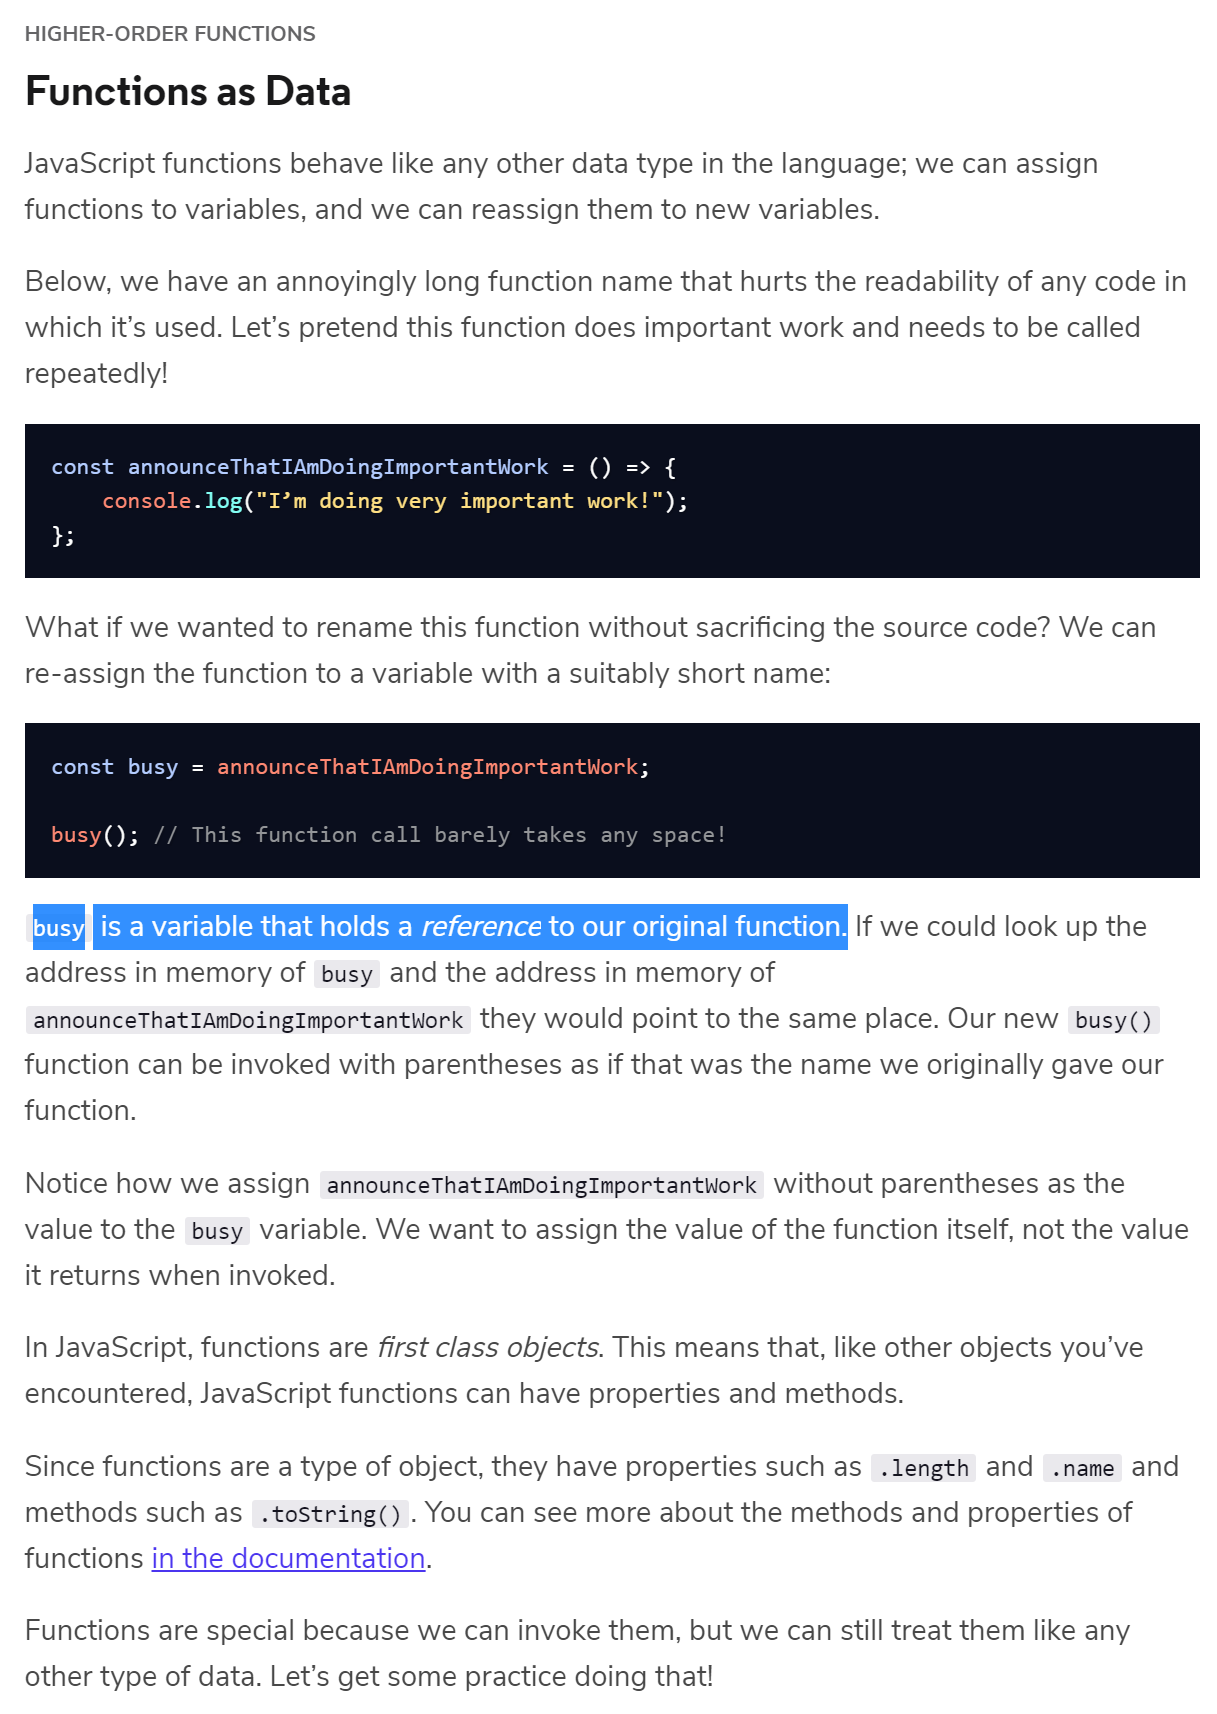 HIGHER-ORDER FUNCTIONS
Functions as Data
JavaScript functions behave like any other data type in the language; we can assign
functions to variables, and we can reassign them to new variables.
Below, we have an annoyingly long function name that hurts the readability of any code in
which it’s used. Let’s pretend this function does important work and needs to be called
repeatedly!
const announceThatIAmDoingImportantWork = () => {
    console.log("I’m doing very important work!");
};
What if we wanted to rename this function without sacrificing the source code? We can
re-assign the function to a variable with a suitably short name:
const busy = announceThatIAmDoingImportantWork;
busy(); // This function call barely takes any space!
busy is a variable that holds a reference to our original function. If we could look up the
address in memory of busy and the address in memory of
announceThatIAmDoingImportantWork they would point to the same place. Our new busy()
function can be invoked with parentheses as if that was the name we originally gave our
function.
Notice how we assign announceThatIAmDoingImportantWork without parentheses as the
value to the busy variable. We want to assign the value of the function itself, not the value
it returns when invoked.
In JavaScript, functions are first class objects. This means that, like other objects you’ve
encountered, JavaScript functions can have properties and methods.
Since functions are a type of object, they have properties such as .length and .name and
methods such as .toString(). You can see more about the methods and properties of
functions in the documentation.
Functions are special because we can invoke them, but we can still treat them like any
other type of data. Let’s get some practice doing that!